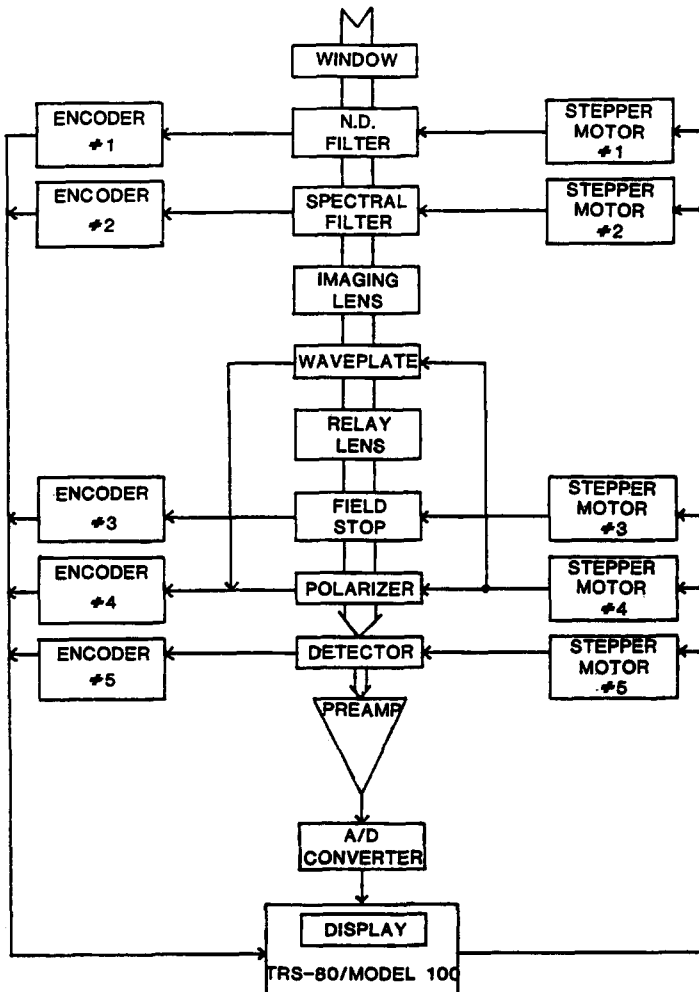 WINDOW
ENCODER
#1
N.D.
FILTER
STEPPER
MOTOR
#1
ENCODER
#2
SPECTRAL
FILTER
STEPPER
MOTOR
#2
IMAGING
LENS
WAVEPLATE
RELAY
LENS
ENCODER
#3
FIELD
STOP
STEPPER
MOTOR
#3
ENCODER
#4
POLARIZER
STEPPER
MOTOR
#4
ENCODER
#5
DETECTOR
STEPPER
MOTOR
#5
PREAMP
A/D
CONVERTER
DISPLAY
TRS-80/MODEL 100